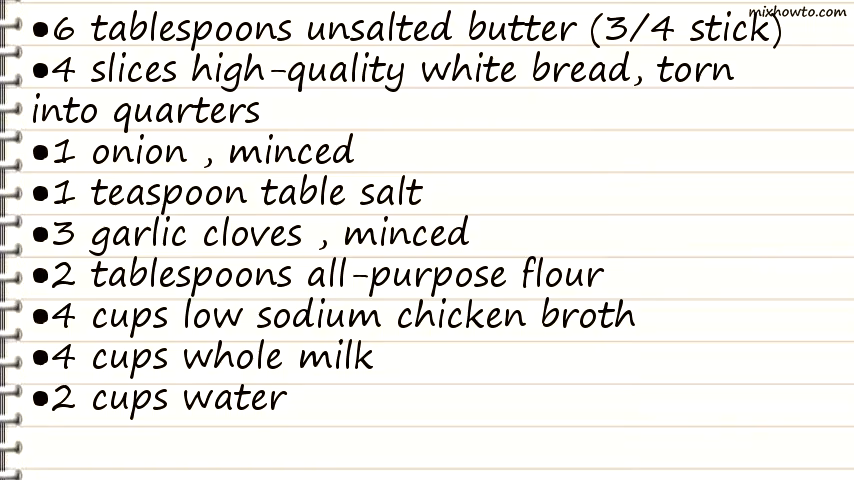 mixhowto.com
•6 tablespoons unsalted butter (3/4 stick)
•4 slices high-quality white bread, torn
into quarters
•1 onion , minced
•1 teaspoon table salt
•3 garlic cloves , minced
•2 tablespoons all-purpose flour
•4 cups low sodium chicken broth
•4 cups whole milk
•2 cups water